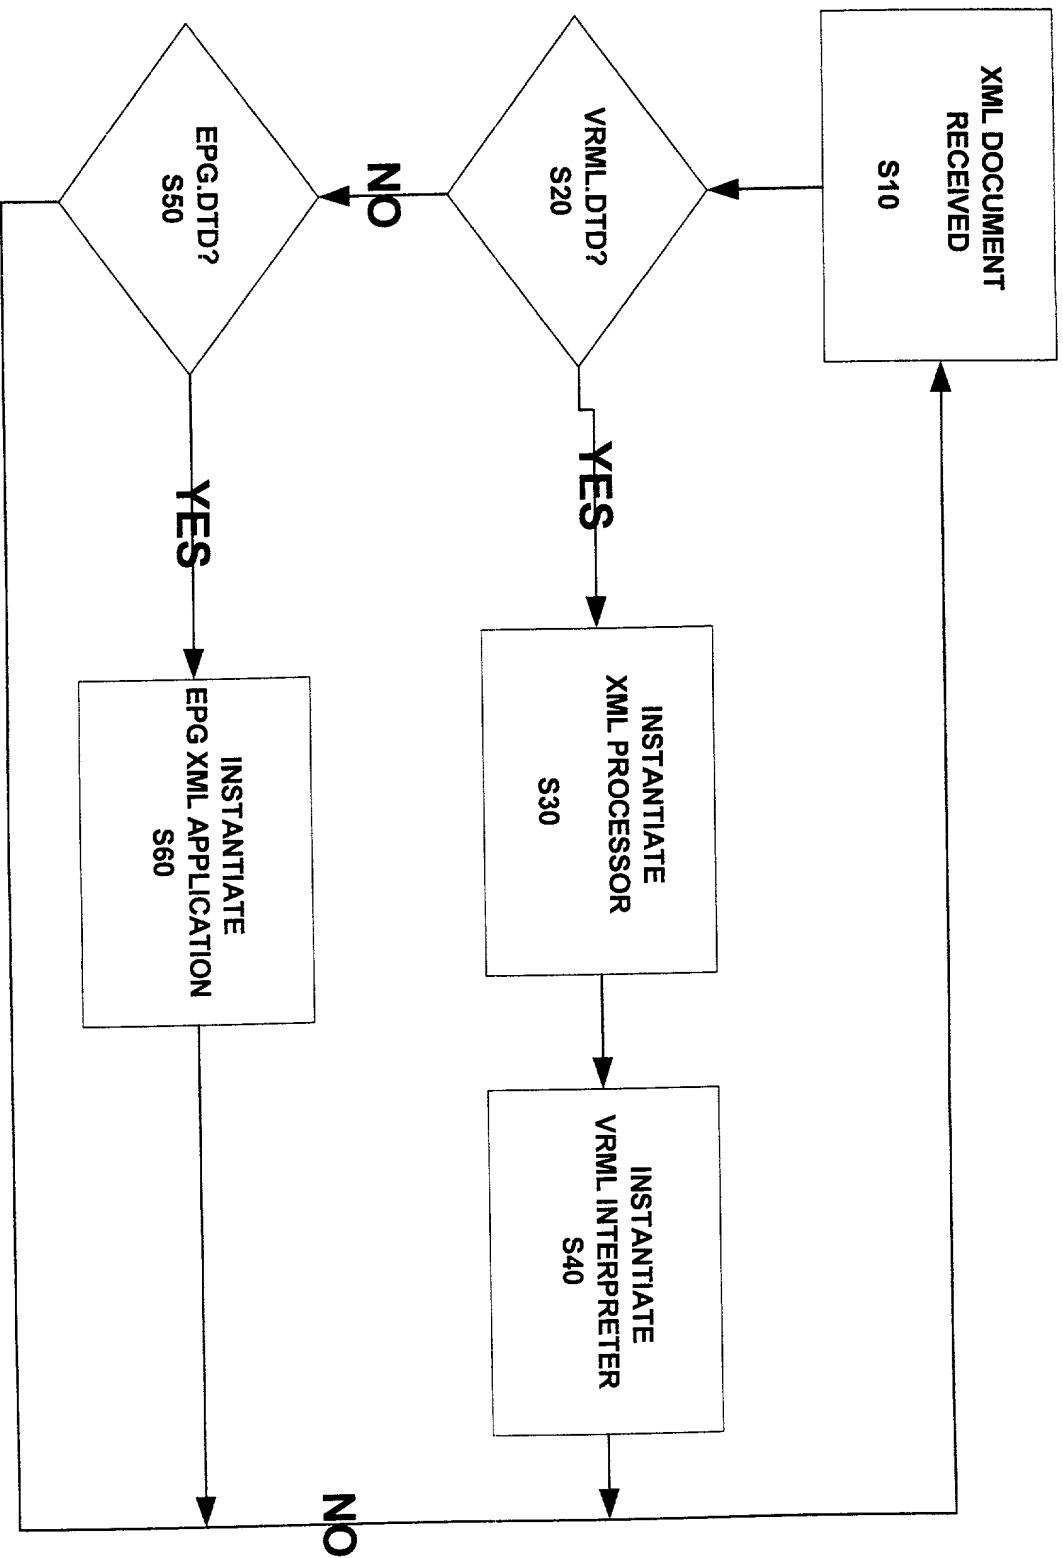 XML DOCUMENT
RECEIVED
S10
VRML.DTD?
S20
YES
INSTANTIATE
XML PROCESSOR
S30
INSTANTIATE
VRML INTERPRETER
S40
NO
EPG.DTD?
S50
YES
INSTANTIATE
EPG XML APPLICATION
S60
NO